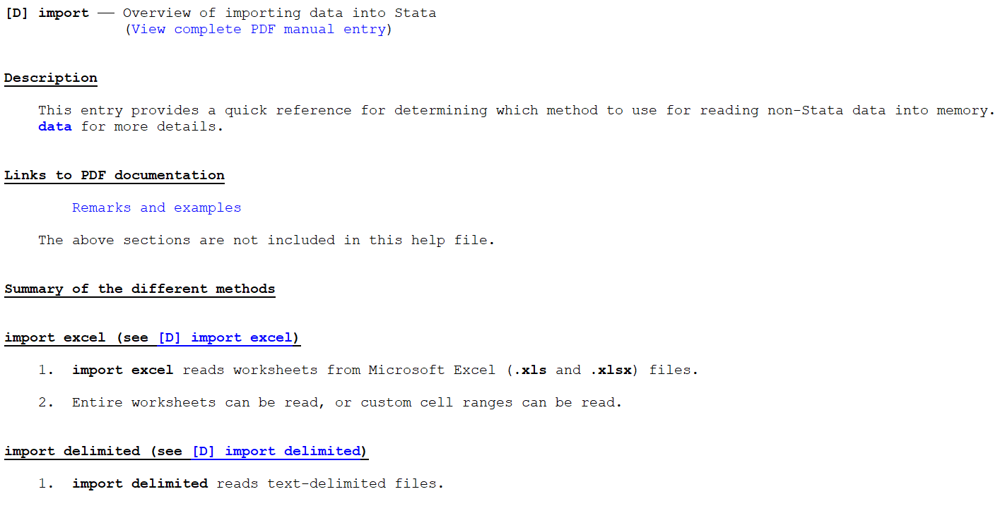 [D] import — Overview of importing data into Stata
(View complete PDF manual entry)
Description
This entry provides a quick reference for determining which method to use for reading non-Stata data into memory.
data for more details.
Links to PDF documentation
Remarks and examples
The above sections are not included in this help file.
Summary of the different methods
import excel (see [D] import excel)
1. import excel reads worksheets from Microsoft Excel (.xls and .xlsx) files.
2. Entire worksheets can be read, or custom cell ranges can be read.
import delimited (see [D] import delimited)
1. import delimited reads text-delimited files.